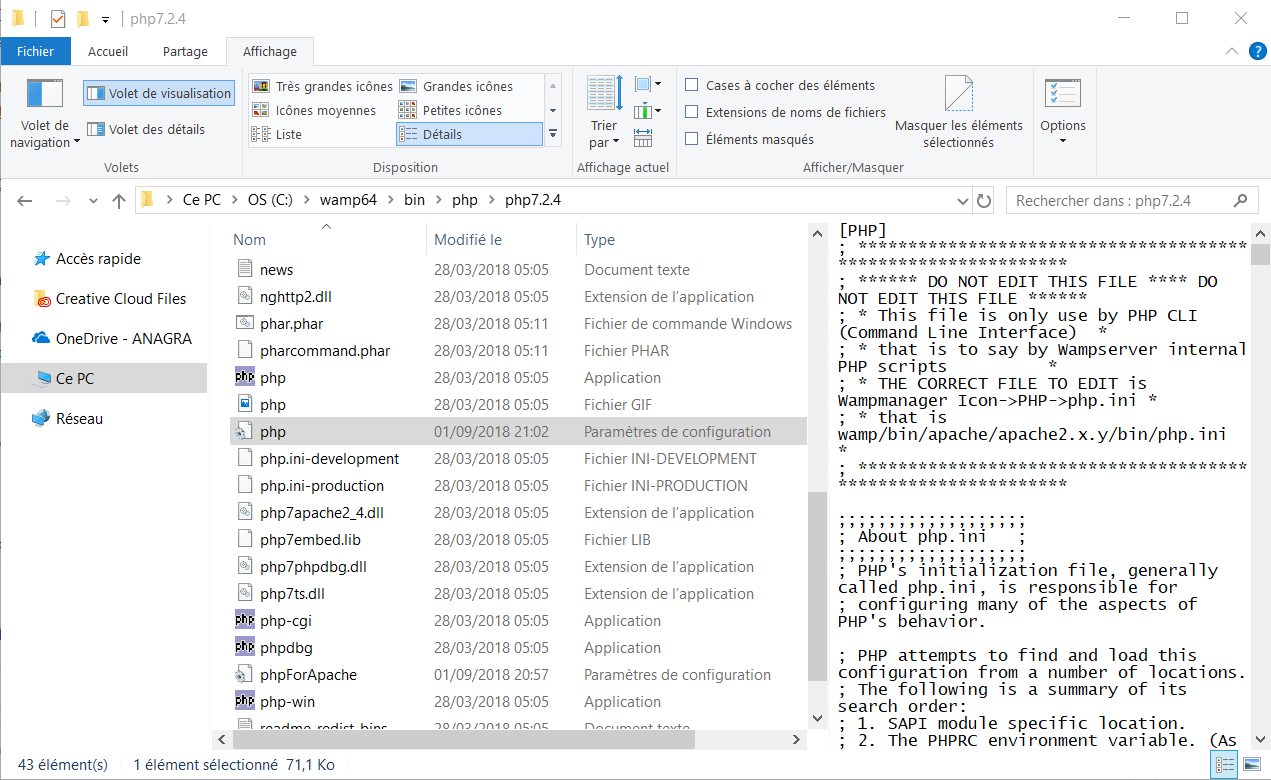 php7.2.4
Fichier Accueil Partage Affichage
Volet de navigation
Volet de visualisation
Volet des détails
Volets
Très grandes icônes Grandes icônes
Icônes moyennes Petites icônes
Liste Détails
Disposition
Trier par
Affichage actuel
Cases à cocher des éléments
Extensions de noms de fichiers
Éléments masqués
Masquer les éléments
sélectionnés
Afficher/Masquer
Options
Ce PC OS (C:) wamp64 bin php php7.2.4
Rechercher dans : php7.2.4
Accès rapide
Creative Cloud Files
OneDrive - ANAGRA
Ce PC
Réseau
Nom Modifié le Type
news 28/03/2018 05:05 Document texte
nghttp2.dll 28/03/2018 05:05 Extension de l'application
phar.phar 28/03/2018 05:11 Fichier de commande Windows
pharcommand.phar 28/03/2018 05:11 Fichier PHAR
php 28/03/2018 05:05 Application
php 28/03/2018 05:05 Fichier GIF
php 01/09/2018 21:02 Paramètres de configuration
php.ini-development 28/03/2018 05:05 Fichier INI-DEVELOPMENT
php.ini-production 28/03/2018 05:05 Fichier INI-PRODUCTION
php7apache2_4.dll 28/03/2018 05:05 Extension de l'application
php7embed.lib 28/03/2018 05:05 Fichier LIB
php7phpdbg.dll 28/03/2018 05:05 Extension de l'application
php7ts.dll 28/03/2018 05:05 Extension de l'application
php-cgi 28/03/2018 05:05 Application
phpdbg 28/03/2018 05:05 Application
phpForApache 01/09/2018 20:57 Paramètres de configuration
php-win 28/03/2018 05:05 Application
readme-redist-bins 28/03/2018 05:05 Document texte
[PHP]
; ***************************************
***********************
; ****** DO NOT EDIT THIS FILE **** DO
NOT EDIT THIS FILE ******
; * This file is only use by PHP CLI
(Command Line Interface) *
; * that is to say by Wampserver internal
PHP scripts *
; * THE CORRECT FILE TO EDIT is
Wampmanager Icon->PHP->php.ini *
; * that is
wamp/bin/apache/apache2.x.y/bin/php.ini
*
; ***************************************
***********************
;;;;;;;;;;;;;;;;;;;
; About php.ini ;
;;;;;;;;;;;;;;;;;;;
; PHP's initialization file, generally
called php.ini, is responsible for
; configuring many of the aspects of
PHP's behavior.
; PHP attempts to find and load this
configuration from a number of locations.
; The following is a summary of its
search order:
; 1. SAPI module specific location.
; 2. The PHPRC environment variable. (As
43 élément(s) 1 élément sélectionné 71,1 Ko